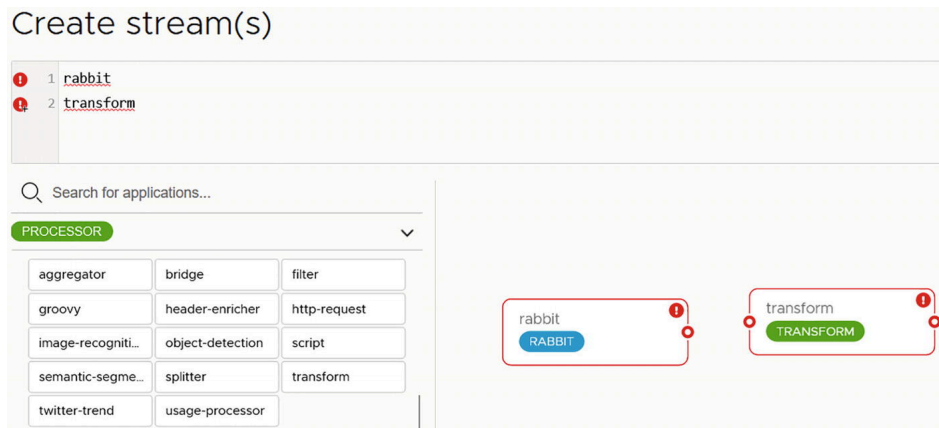 Create stream(s)
1 rabbit
2 transform
Search for applications...
PROCESSOR
aggregator bridge filter
groovy header-enricher http-request
image-recogniti... object-detection script
semantic-segme... splitter transform
twitter-trend usage-processor
rabbit
RABBIT
transform
TRANSFORM